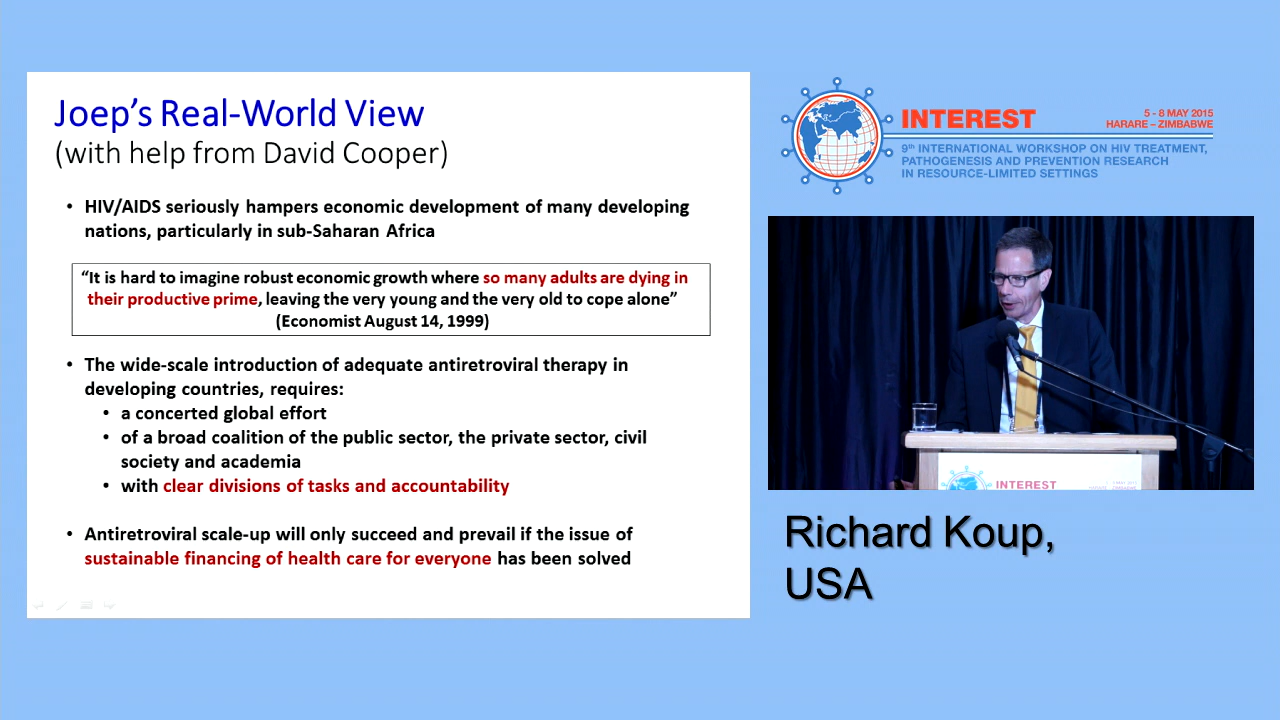 Joep's Real-World View
(with help from David Cooper)
• HIV/AIDS seriously hampers economic development of many developing
nations, particularly in sub-Saharan Africa
“It is hard to imagine robust economic growth where so many adults are dying in
their productive prime, leaving the very young and the very old to cope alone”
(Economist August 14, 1999)
• The wide-scale introduction of adequate antiretroviral therapy in
developing countries, requires:
• a concerted global effort
• of a broad coalition of the public sector, the private sector, civil
society and academia
• with clear divisions of tasks and accountability
• Antiretroviral scale-up will only succeed and prevail if the issue of
sustainable financing of health care for everyone has been solved
INTEREST
5 - 8 MAY 2015
HARARE – ZIMBABWE
9th INTERNATIONAL WORKSHOP ON HIV TREATMENT,
PATHOGENESIS AND PREVENTION RESEARCH
IN RESOURCE-LIMITED SETTINGS
INTEREST
Richard Koup,
USA